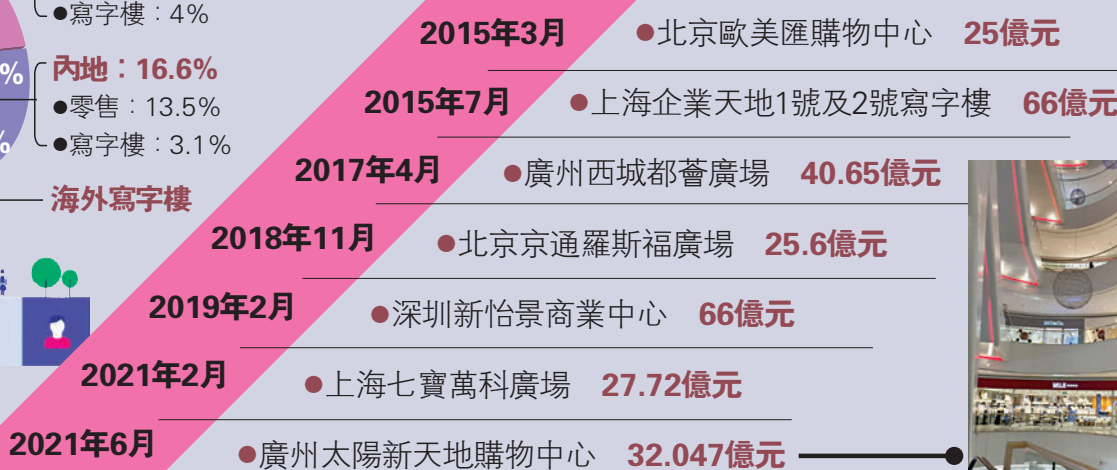 ●寫字樓：4%
%
內地：16.6%
●零售：13.5%
%
●寫字樓：3.1%
海外寫字樓
2015年3月 ●北京歐美匯購物中心 25億元
2015年7月 ●上海企業天地1號及2號寫字樓 66億元
2017年4月 ●廣州西城都薈廣場 40.65億元
2018年11月 ●北京京通羅斯福廣場 25.6億元
2019年2月 ●深圳新怡景商業中心 66億元
2021年2月 ●上海七寶萬科廣場 27.72億元
2021年6月 ●廣州太陽新天地購物中心 32.047億元